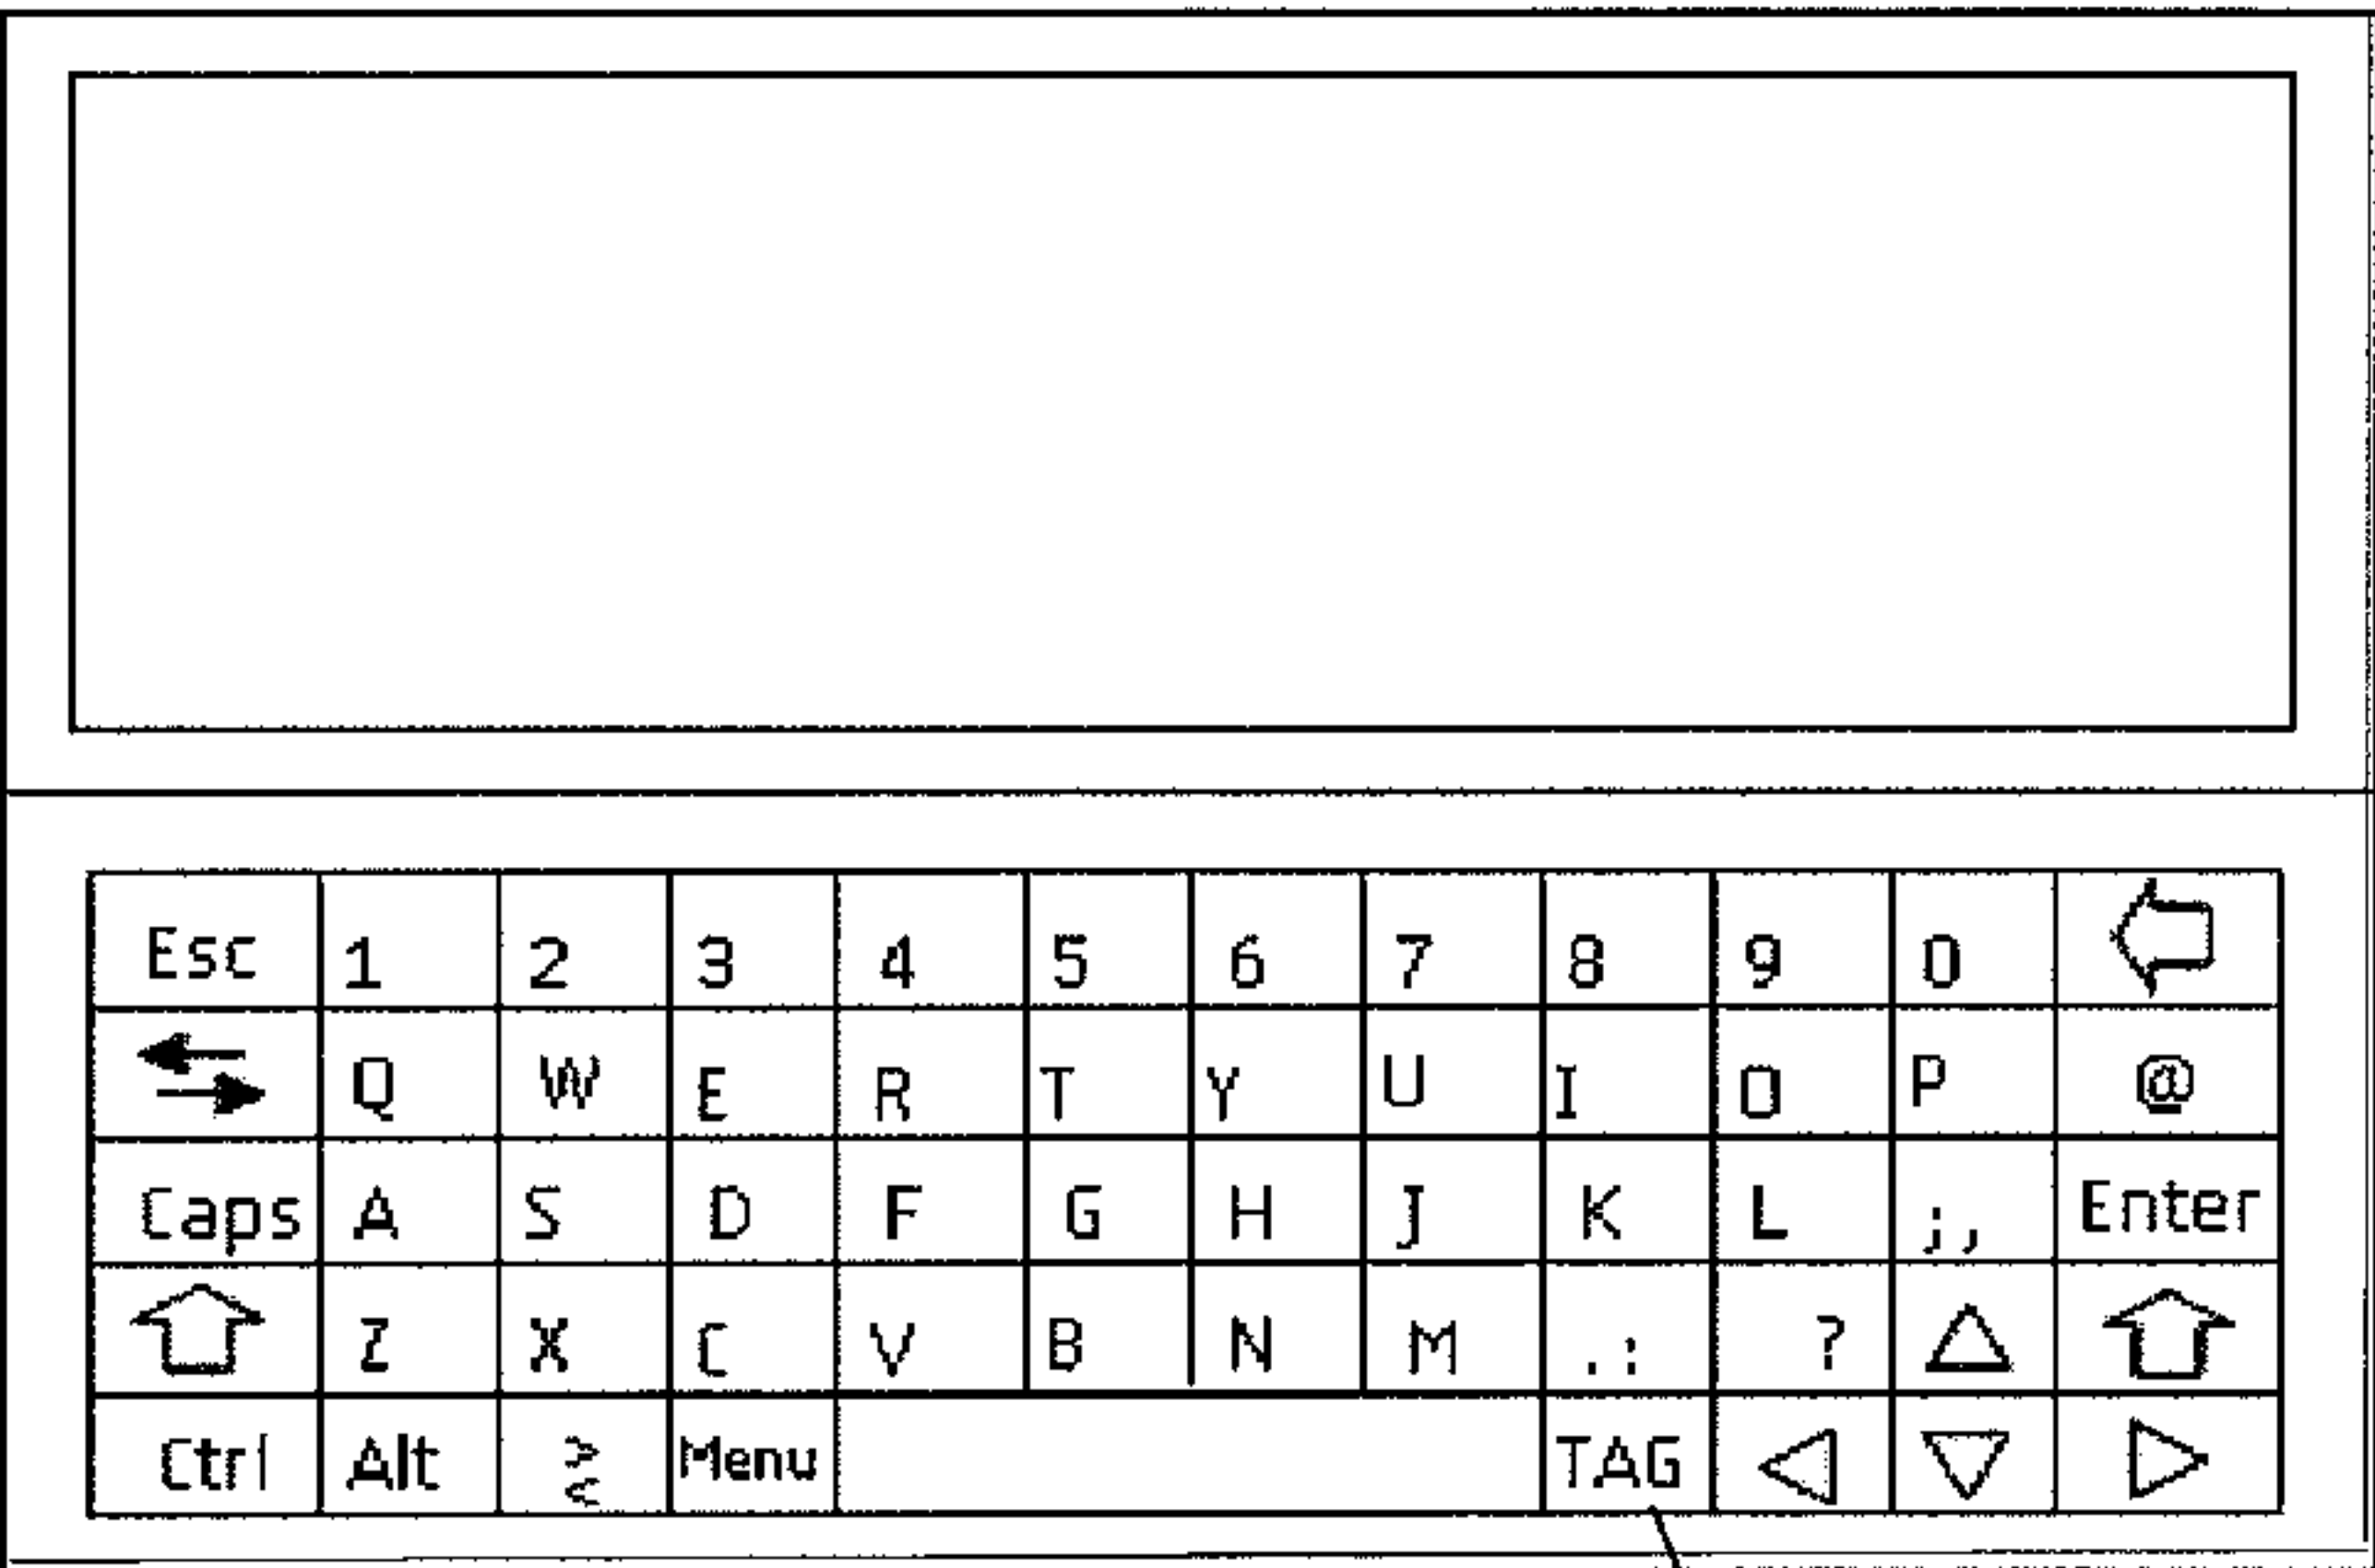 Esc 1 2 3 4 5 6 7 8 9 0
Q W E R T Y U I O P @
Caps A S D F G H J K L ;, Enter
Z X C V B N M .: ?
Ctrl Alt > < Menu TAG